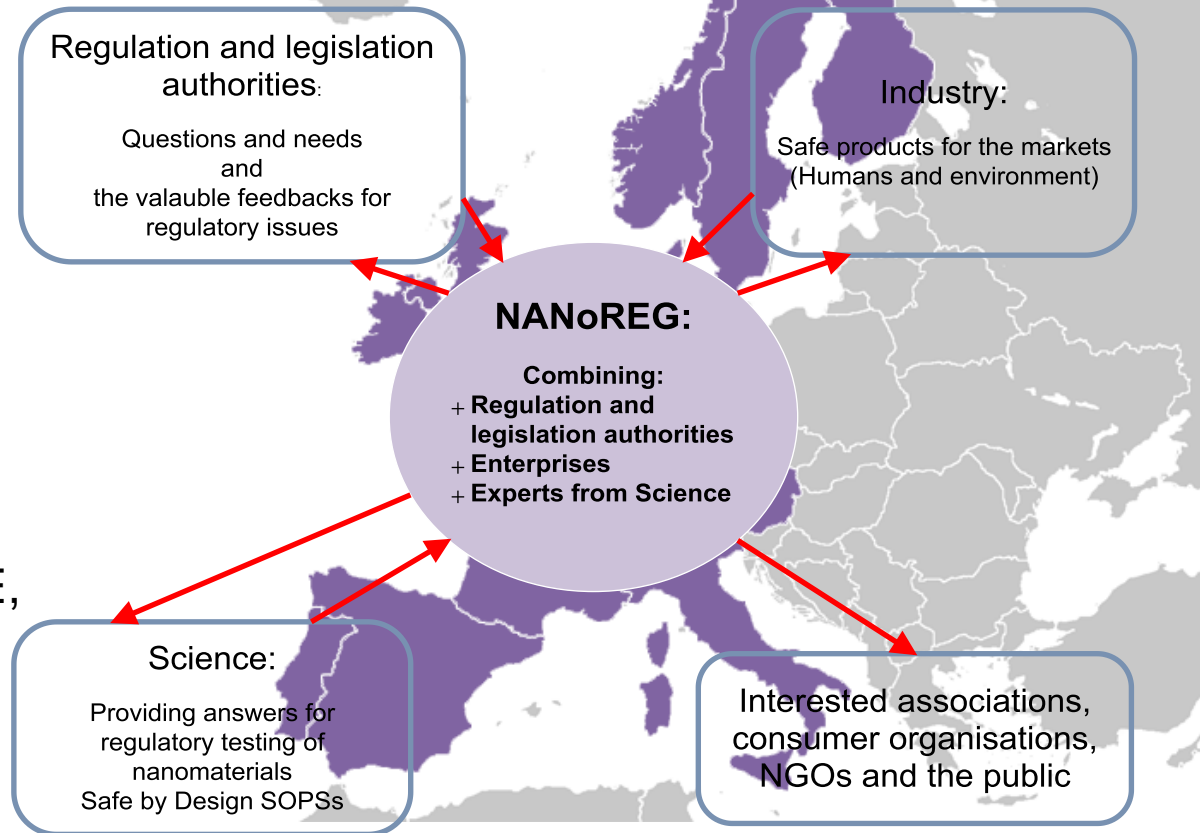 Regulation and legislation
authorities:
Questions and needs
and
the valauble feedbacks for
regulatory issues
Industry:
Safe products for the markets
(Humans and environment)
NANoREG:
Combining:
+ Regulation and
legislation authorities
+ Enterprises
+ Experts from Science
E,
Science:
Providing answers for
regulatory testing of
nanomaterials
Safe by Design SOPSs
Interested associations,
consumer organisations,
NGOs and the public